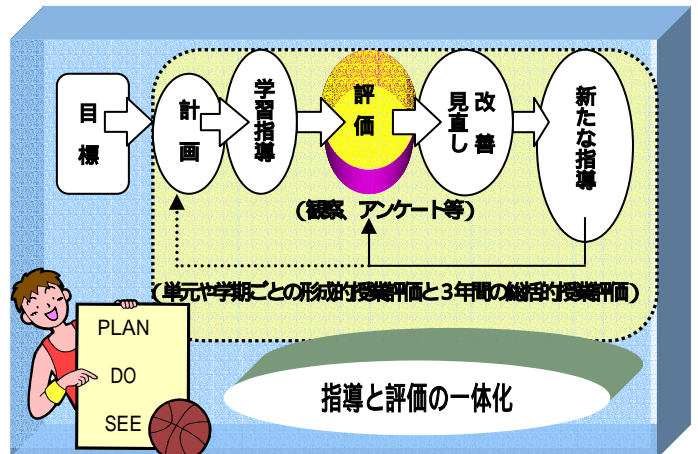 目標
計画
学習指導
評価
改善
見直し
新たな指導
(観察、アンケート等)
(単元や学期ごとの形成的授業評価と3年間の総括的授業評価)
PLAN
DO
SEE
指導と評価の一体化